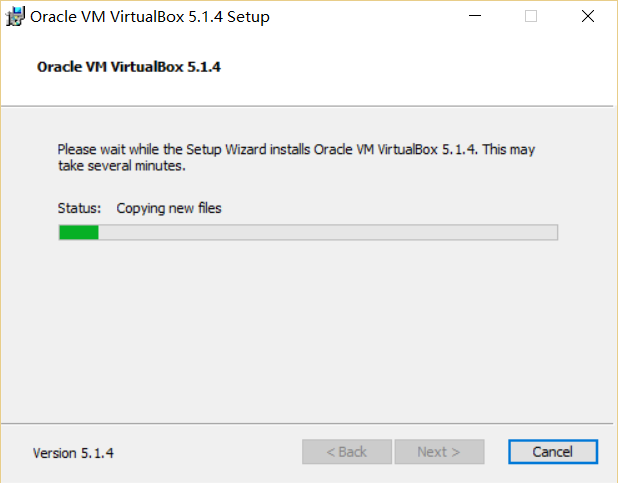 Oracle VM VirtualBox 5.1.4 Setup
Oracle VM VirtualBox 5.1.4
Please wait while the Setup Wizard installs Oracle VM VirtualBox 5.1.4. This may
take several minutes.
Status: Copying new files
Version 5.1.4
< Back Next > Cancel